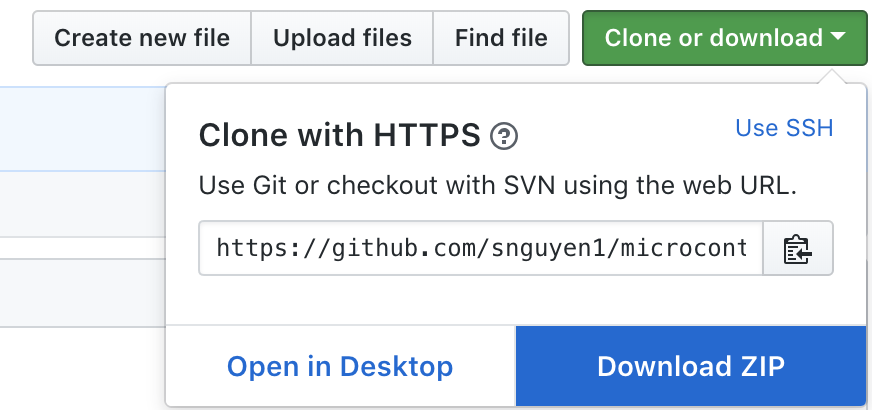 Create new file Upload files Find file Clone or download
Clone with HTTPS ?
Use SSH
Use Git or checkout with SVN using the web URL.
https://github.com/snguyen1/microcont
Open in Desktop Download ZIP